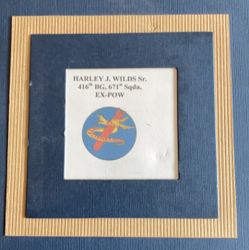 HARLEY J. WILDS Sr.
416th BG, 671st Sqdn,
EX-POW